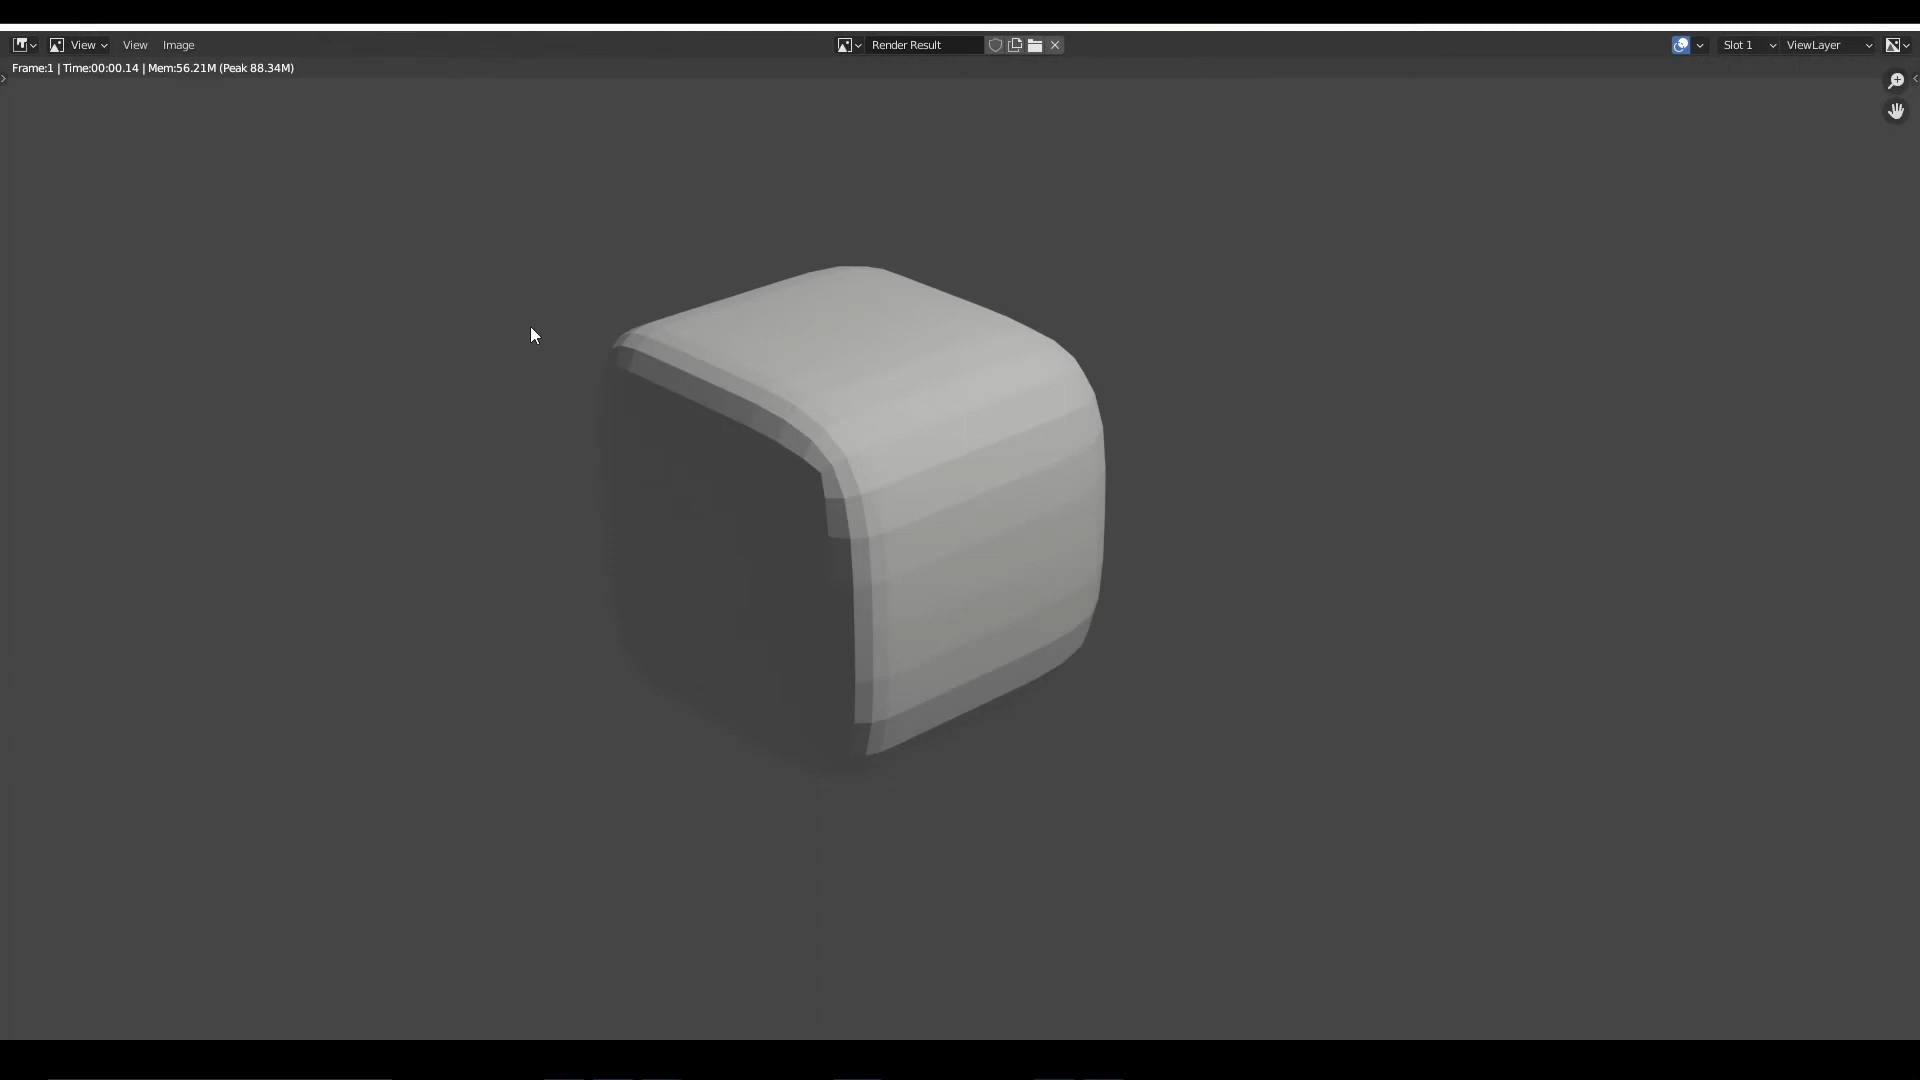 View View Image Render Result Slot 1 ViewLayer
Frame:1 | Time:00:00.14 | Mem:56.21M (Peak 88.34M)